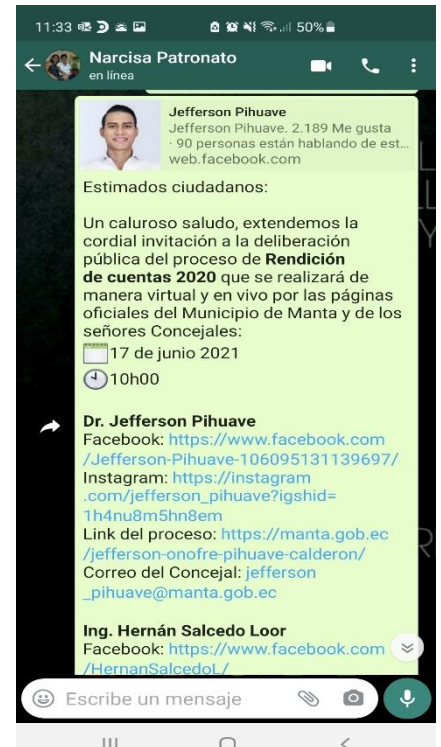 11:33 50%
Narcisa Patronato
en línea
Jefferson Pihuave
Jefferson Pihuave. 2.189 Me gusta
· 90 personas están hablando de est...
web.facebook.com
Estimados ciudadanos:
Un caluroso saludo, extendemos la
cordial invitación a la deliberación
pública del proceso de Rendición
de cuentas 2020 que se realizará de
manera virtual y en vivo por las páginas
oficiales del Municipio de Manta y de los
señores Concejales:
17 de junio 2021
10h00
Dr. Jefferson Pihuave
Facebook: https://www.facebook.com
/Jefferson-Pihuave-106095131139697/
Instagram: https://instagram
.com/jefferson_pihuave?igshid=
1h4nu8m5hn8em
Link del proceso: https://manta.gob.ec
/jefferson-onofre-pihuave-calderon/
Correo del Concejal: jefferson
_pihuave@manta.gob.ec
Ing. Hernán Salcedo Loor
Facebook: https://www.facebook.com
/HernanSalcedoL/
Escribe un mensaje